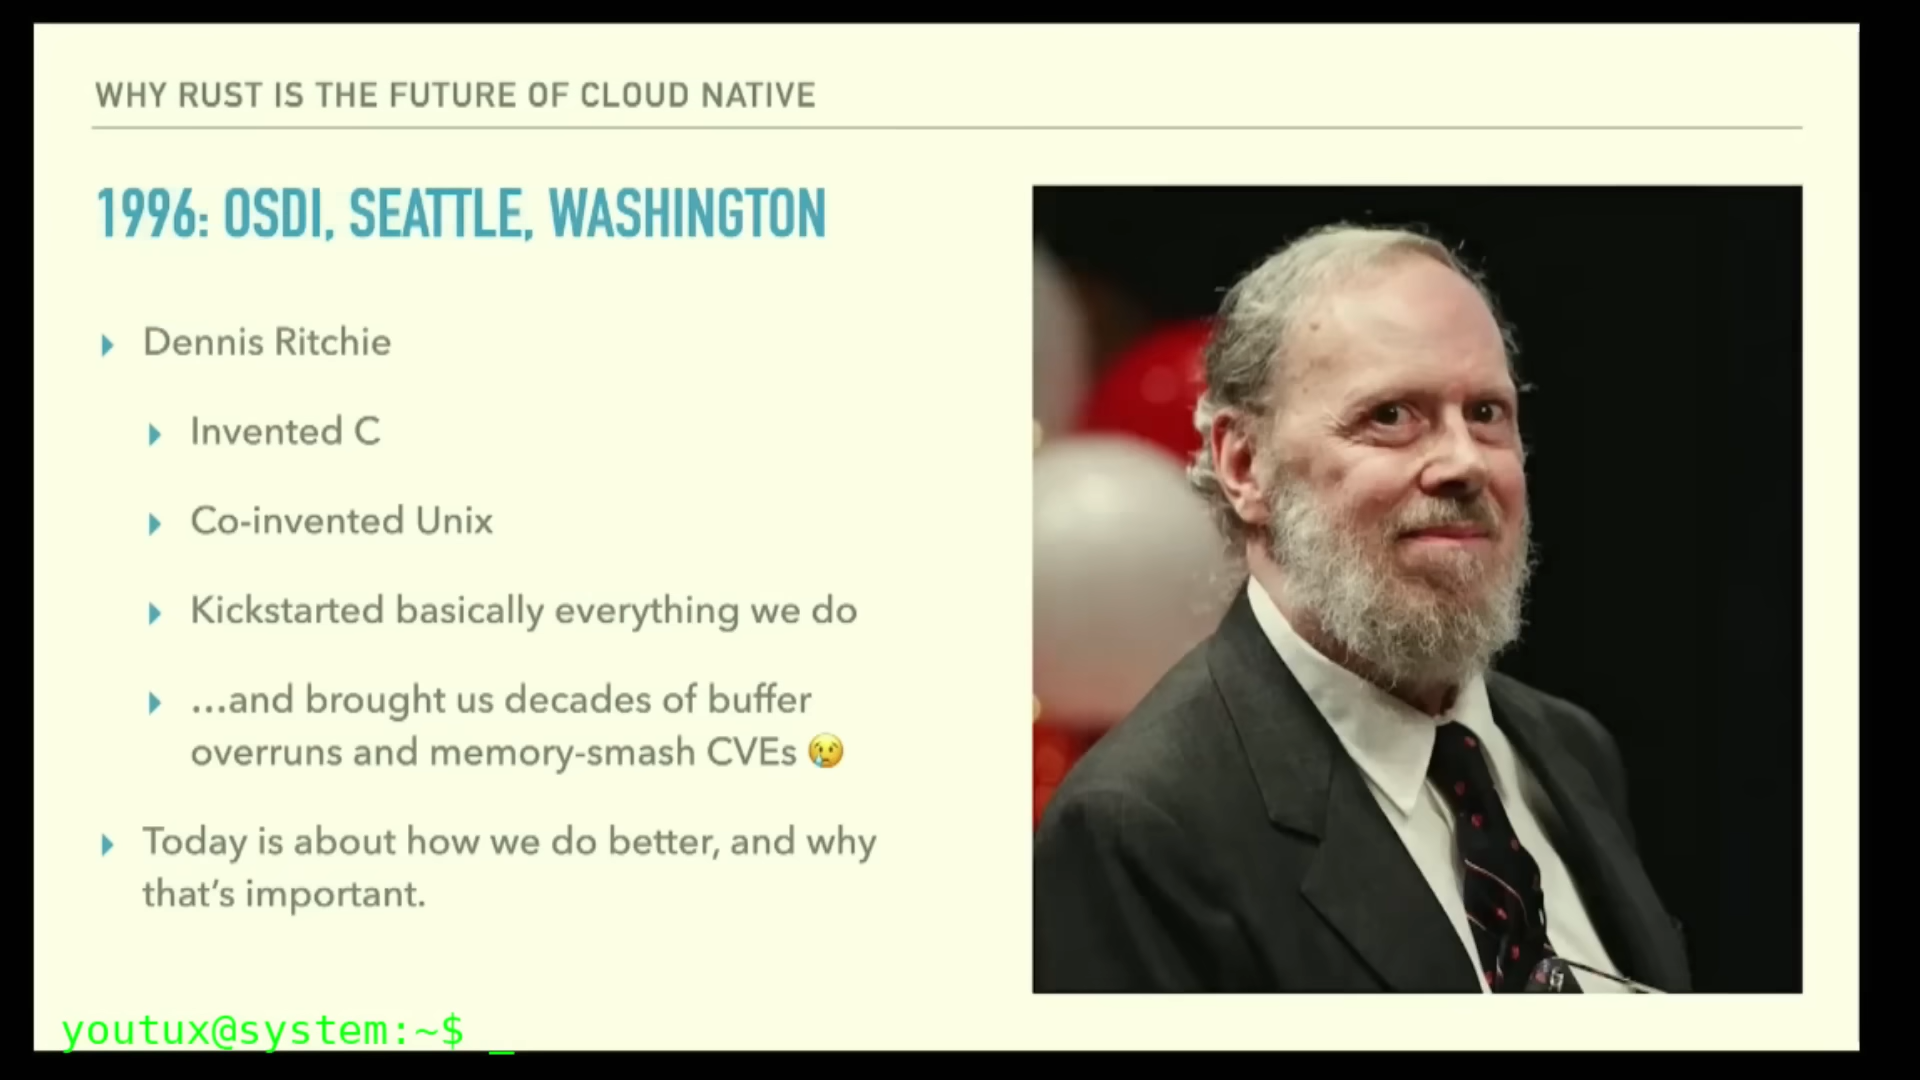 WHY RUST IS THE FUTURE OF CLOUD NATIVE
1996: OSDI, SEATTLE, WASHINGTON
Dennis Ritchie
Invented C
Co-invented Unix
Kickstarted basically everything we do
…and brought us decades of buffer
overruns and memory-smash CVEs 😢
Today is about how we do better, and why
that’s important.
youtux@system:~$ _